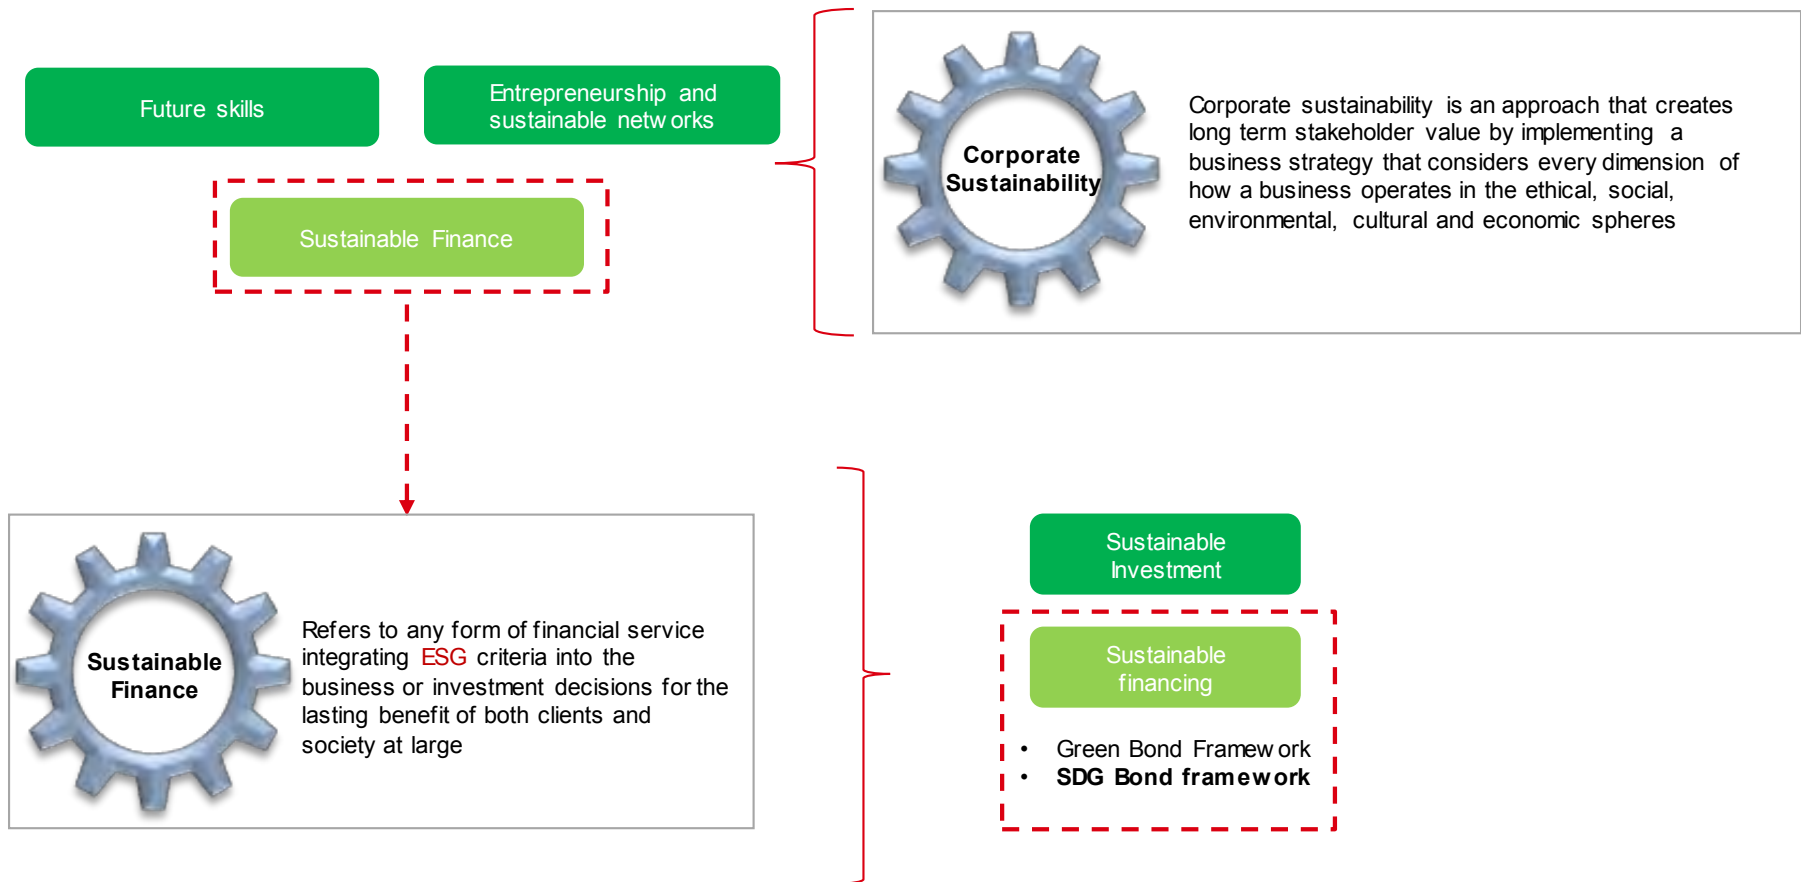 Future skills
Entrepreneurship and
sustainable networks
Sustainable Finance
Corporate
Sustainability
Corporate sustainability is an approach that creates
long term stakeholder value by implementing a
business strategy that considers every dimension of
how a business operates in the ethical, social,
environmental, cultural and economic spheres
Sustainable
Finance
Refers to any form of financial service
integrating ESG criteria into the
business or investment decisions for the
lasting benefit of both clients and
society at large
Sustainable
Investment
Sustainable
financing
• Green Bond Framework
• SDG Bond framework